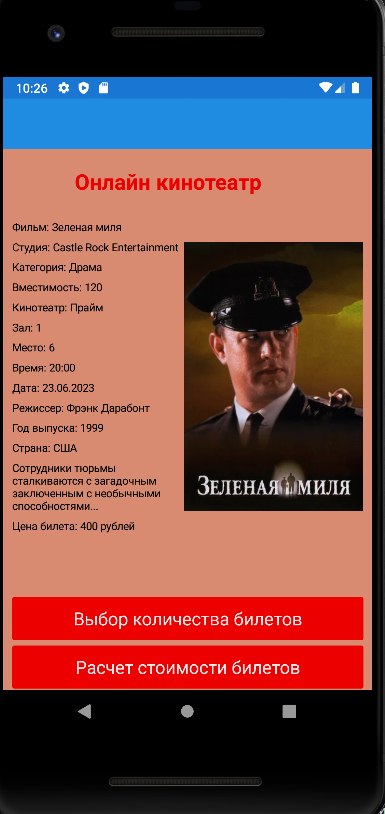 10:26
Онлайн кинотеатр
Фильм: Зеленая миля
Студия: Castle Rock Entertainment
Категория: Драма
Вместимость: 120
Кинотеатр: Прайм
Зал: 1
Место: 6
Время: 20:00
Дата: 23.06.2023
Режиссер: Фрэнк Дарабонт
Год выпуска: 1999
Страна: США
Сотрудники тюрьмы
сталкиваются с загадочным
заключенным с необычными
способностями...
Цена билета: 400 рублей
ЗЕЛЕНАЯ МИЛЯ
Выбор количества билетов
Расчет стоимости билетов